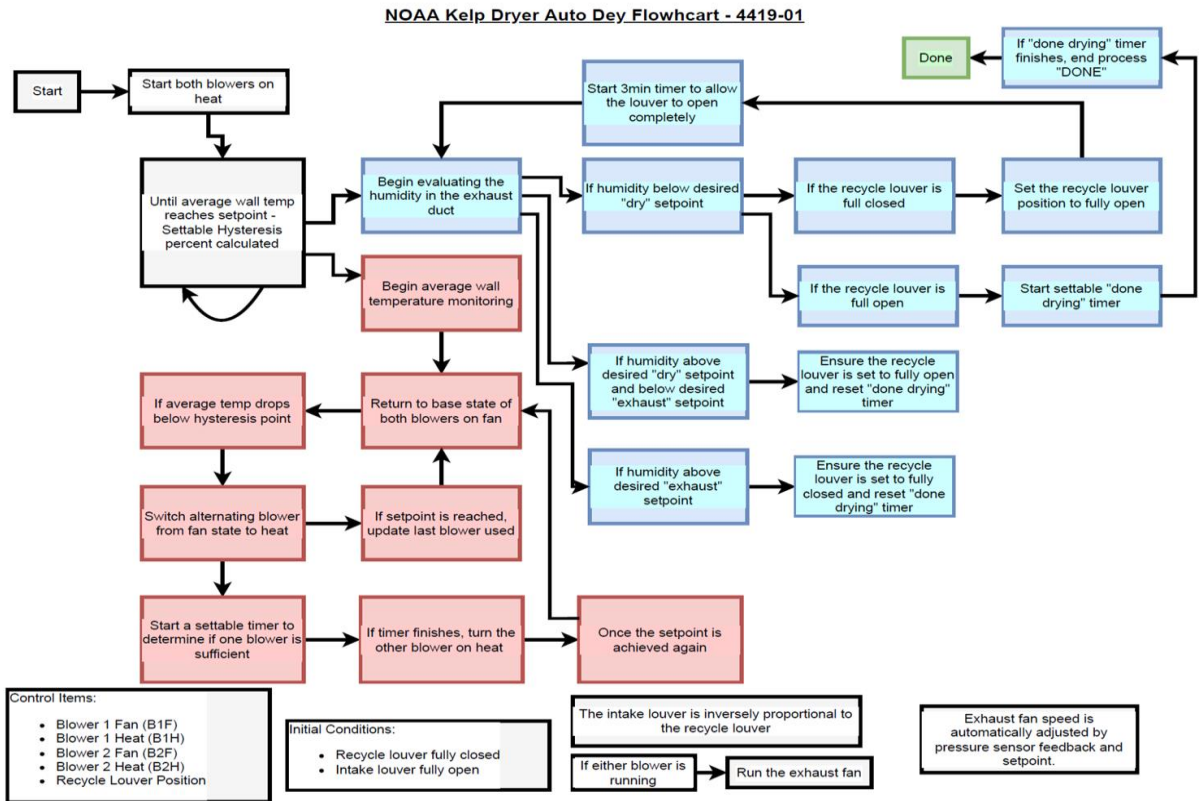 NOAA Kelp Dryer Auto Dey Flowhcart - 4419-01
Start
Start both blowers on
heat
Until average wall temp
reaches setpoint -
Settable Hysteresis
percent calculated
Start 3min timer to allow
the louver to open
completely
Done
If "done drying" timer
finishes, end process
"DONE"
Begin evaluating the
humidity in the exhaust
duct
If humidity below desired
"dry" setpoint
If the recycle louver is
full closed
Set the recycle louver
position to fully open
Begin average wall
temperature monitoring
If the recycle louver is
full open
Start settable "done
drying" timer
If humidity above
desired "dry" setpoint
and below desired
"exhaust" setpoint
Ensure the recycle
louver is set to fully open
and reset "done drying"
timer
If average temp drops
below hysteresis point
Return to base state of
both blowers on fan
If humidity above
desired "exhaust"
setpoint
Ensure the recycle
louver is set to fully
closed and reset "done
drying" timer
Switch alternating blower
from fan state to heat
If setpoint is reached,
update last blower used
Start a settable timer to
determine if one blower is
sufficient
If timer finishes, turn the
other blower on heat
Once the setpoint is
achieved again
Control Items:
• Blower 1 Fan (B1F)
• Blower 1 Heat (B1H)
• Blower 2 Fan (B2F)
• Blower 2 Heat (B2H)
• Recycle Louver Position
Initial Conditions:
• Recycle louver fully closed
• Intake louver fully open
The intake louver is inversely proportional to
the recycle louver
If either blower is
running
Run the exhaust fan
Exhaust fan speed is
automatically adjusted by
pressure sensor feedback and
setpoint.